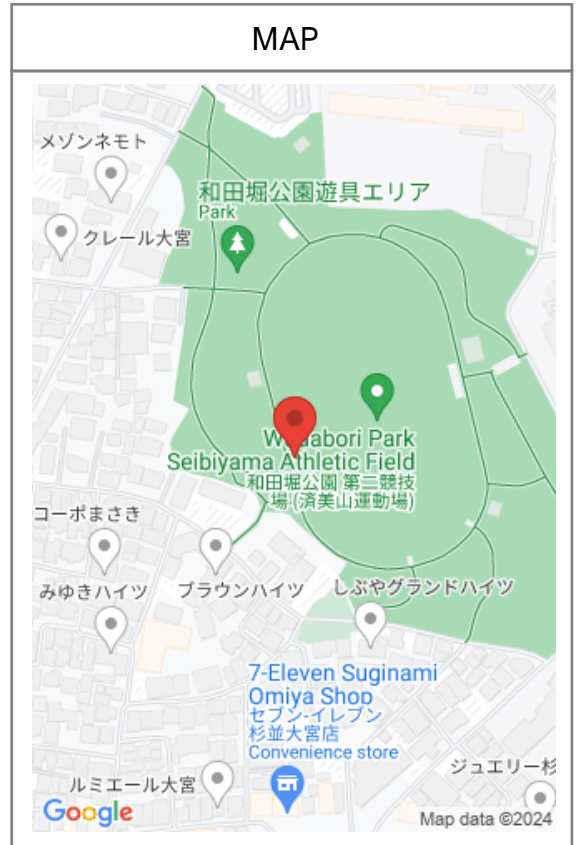 MAP
メゾンネモト
和田堀公園遊具エリア
Park
クレール大宮
Wadabori Park
Seibiyama Athletic Field
和田堀公園 第二競技
場 (済美山運動場)
コーポまさき
みゆきハイツ
ブラウンハイツ
しぶやグランドハイツ
7-Eleven Suginami
Omiya Shop
セブン-イレブン
杉並大宮店
Convenience store
ジュエリー杉
ルミエール大宮
Google
Map data ©2024